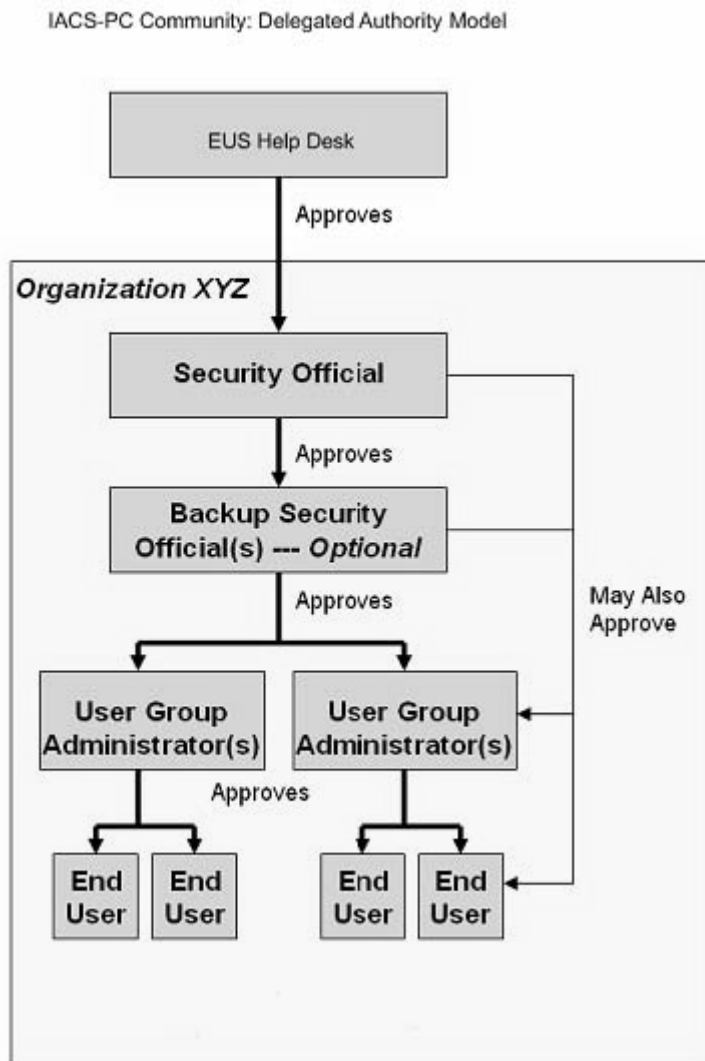 IACS-PC Community: Delegated Authority Model
EUS Help Desk
Approves
Organization XYZ
Security Official
Approves
Backup Security
Official(s) --- Optional
Approves
May Also
Approve
User Group
Administrator(s)
User Group
Administrator(s)
Approves
End
User
End
User
End
User
End
User